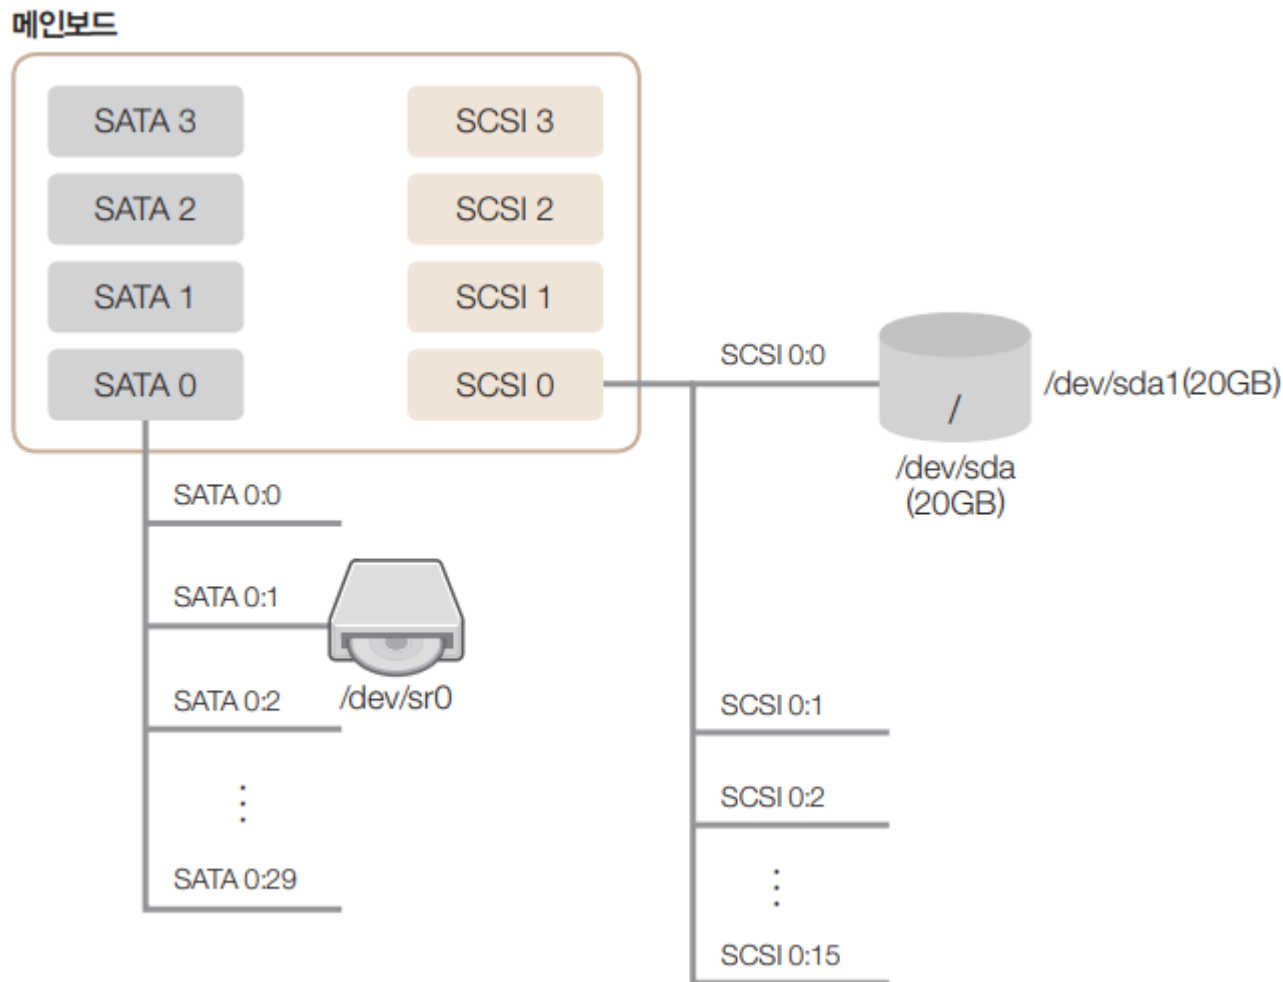 메인보드
SATA 3
SCSI 3
SATA 2
SCSI 2
SATA 1
SCSI 1
SATA 0
SCSI 0
SCSI 0:0
/
/dev/sda1(20GB)
/dev/sda
(20GB)
SATA 0:0
SATA 0:1
/dev/sr0
SATA 0:2
⋮
SATA 0:29
SCSI 0:1
SCSI 0:2
⋮
SCSI 0:15